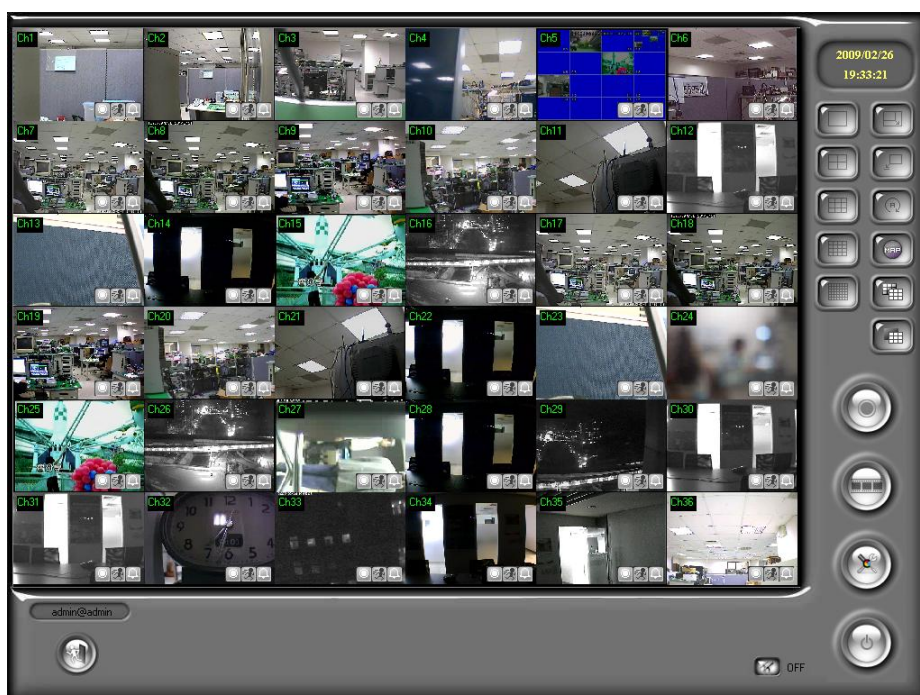 Ch1 Ch2 Ch3 Ch4 Ch5 Ch6
2009/02/26
19:33:21
Ch7 Ch8 Ch9 Ch10 Ch11 Ch12
Ch13 Ch14 Ch15 Ch16 Ch17 Ch18
MAP
Ch19 Ch20 Ch21 Ch22 Ch23 Ch24
Ch25 Ch26 Ch27 Ch28 Ch29 Ch30
Ch31 Ch32 Ch33 Ch34 Ch35 Ch36
admin@admin
OFF